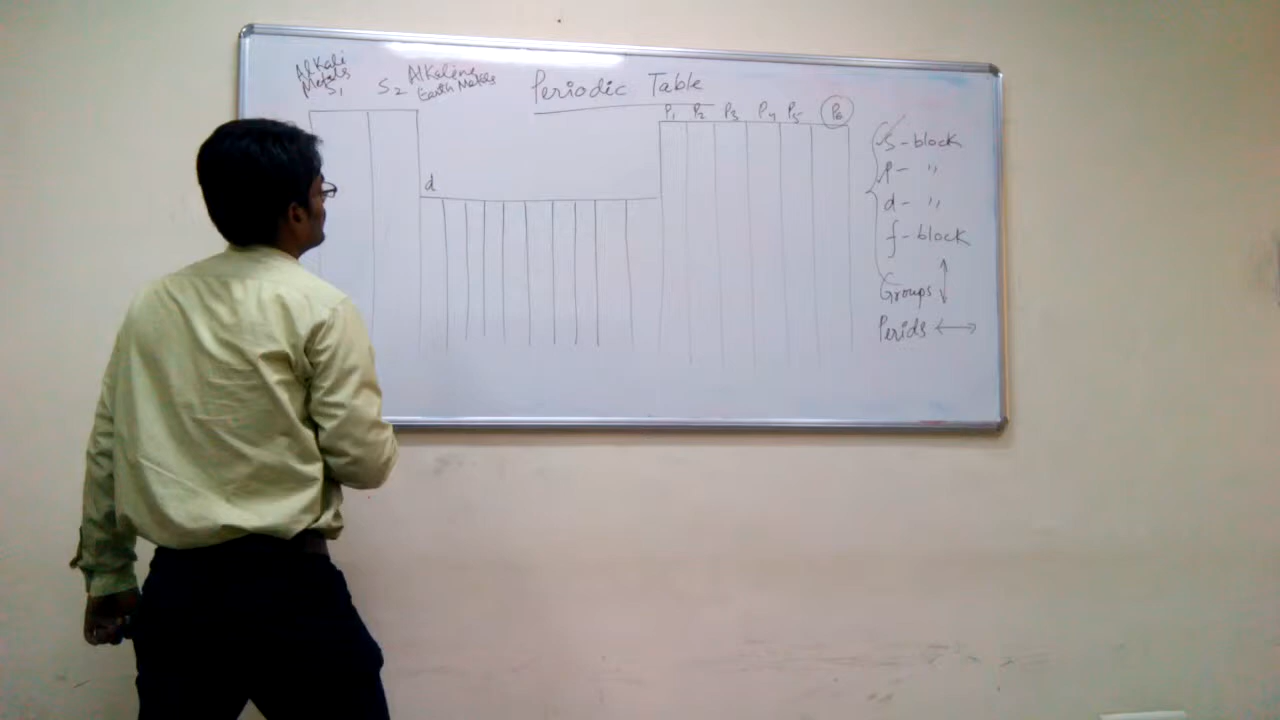 Alkali
Metals
S1
S2
Alkaline
Earth Metals
Periodic Table
P1 P2 P3 P4 P5 P6
d
S-block
p- ,,
d- ,,
f-block
Groups
Perids